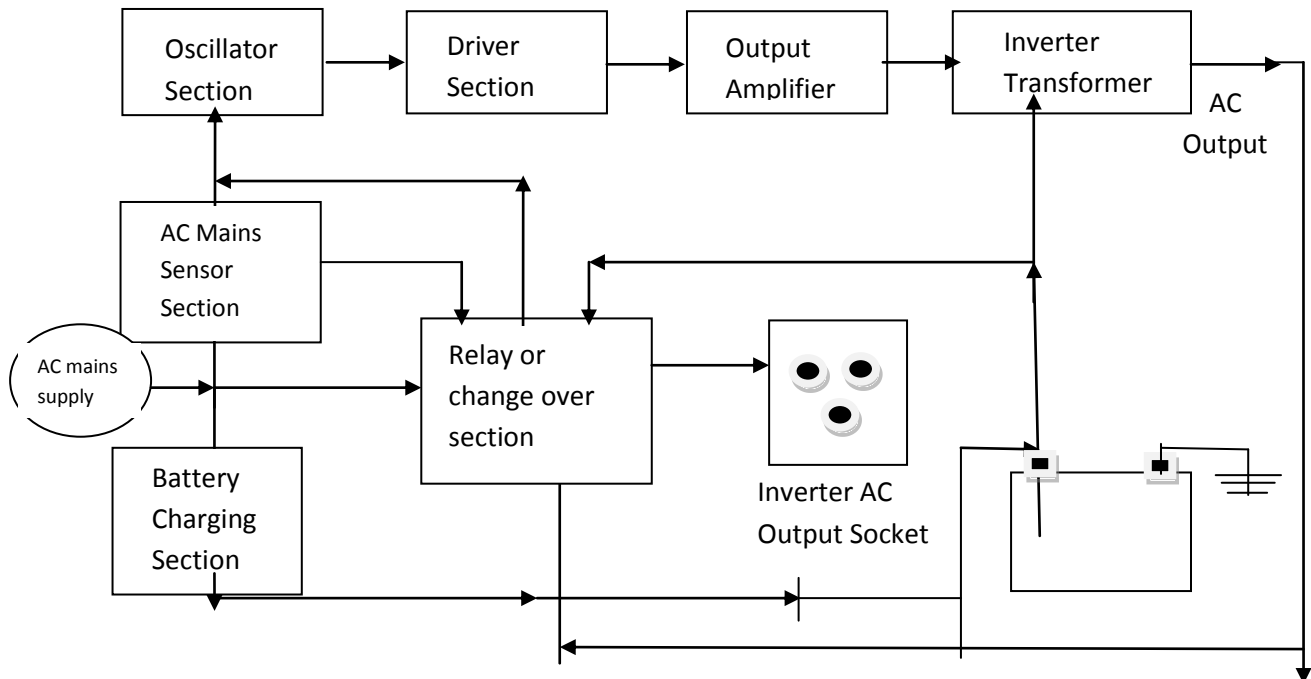 Oscillator
Section
Driver
Section
Output
Amplifier
Inverter
Transformer
AC
Output
AC Mains
Sensor
Section
AC mains
supply
Relay or
change over
section
Battery
Charging
Section
Inverter AC
Output Socket